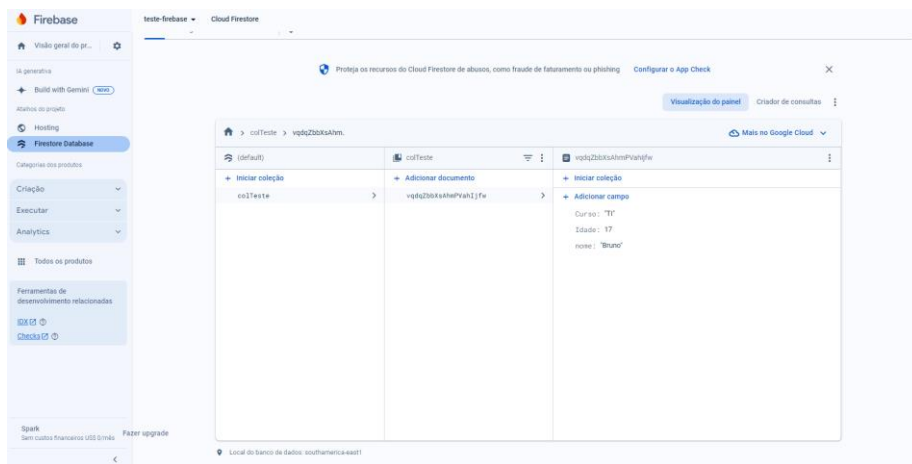 Firebase
teste-firebase
Cloud Firestore
Visão geral do pr...
IA generativa
Build with Gemini NOVO
Atalhos do projeto
Hosting
Firestore Database
Categorias dos produtos
Criação
Executar
Analytics
Todos os produtos
Ferramentas de
desenvolvimento relacionadas
IDX
Checks
Spark
Sem custos financeiros US$ 0/mês
Fazer upgrade
Proteja os recursos do Cloud Firestore de abusos, como fraude de faturamento ou phishing
Configurar o App Check
Visualização do painel
Criador de consultas
colTeste > vqdqZbbXsAhm.
Mais no Google Cloud
(default)
+ Iniciar coleção
colTeste
colTeste
+ Adicionar documento
vqdqZbbXsAhmPVahIjfw
vqdqZbbXsAhmPVahIjfw
+ Iniciar coleção
+ Adicionar campo
Curso: "TI"
Idade: 17
nome: "Bruno"
Local do banco de dados: southamerica-east1